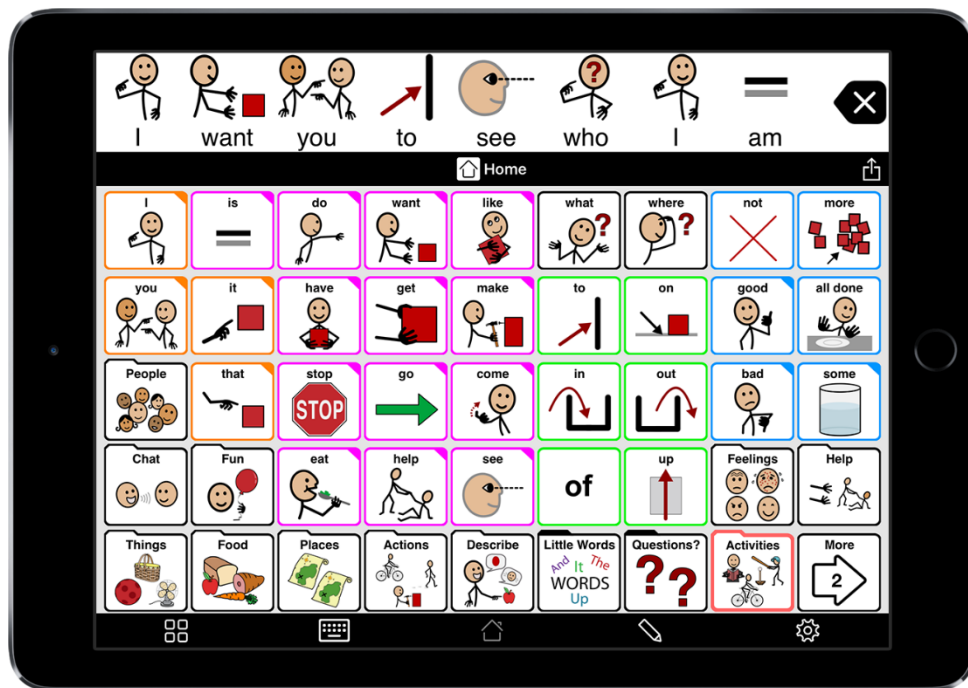 I want you to see who I am
Home
I is do want like what where not more
you it have get make to on good all done
People that stop go come in out bad some
STOP
Chat Fun eat help see of up Feelings Help
Things Food Places Actions Describe Little Words Questions? Activities More
And It The
WORDS
Up
2